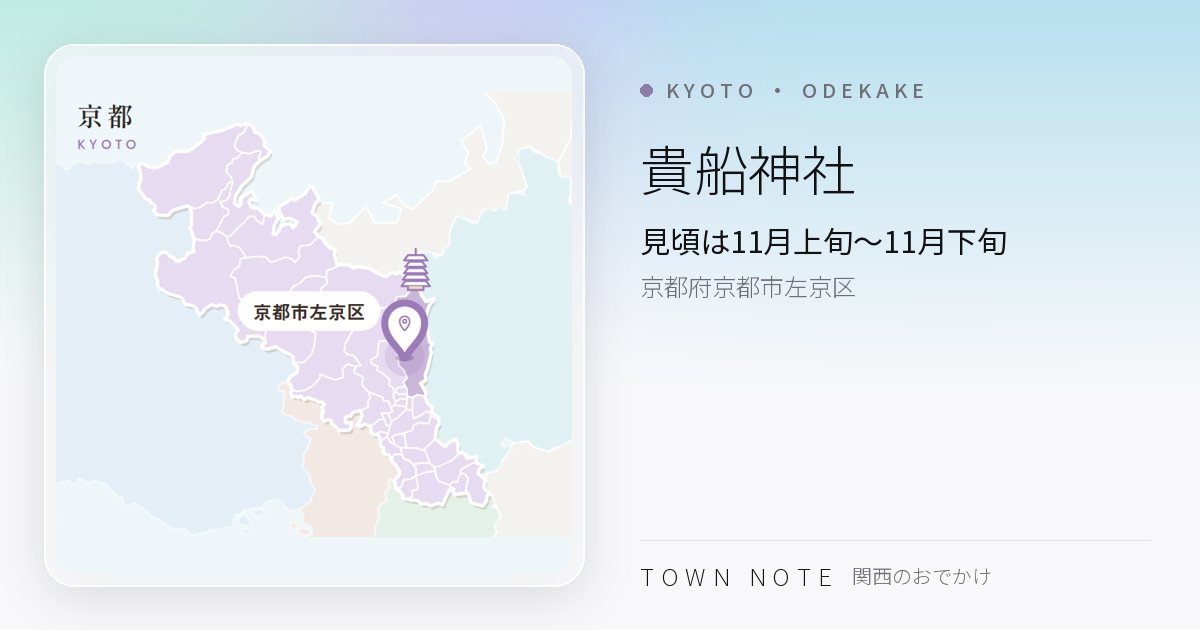 京都
KYOTO
京都市左京区
KYOTO • ODEKAKE
貴船神社
見頃は11月上旬〜11月下旬
京都府京都市左京区
TOWN NOTE 関西のおでかけ